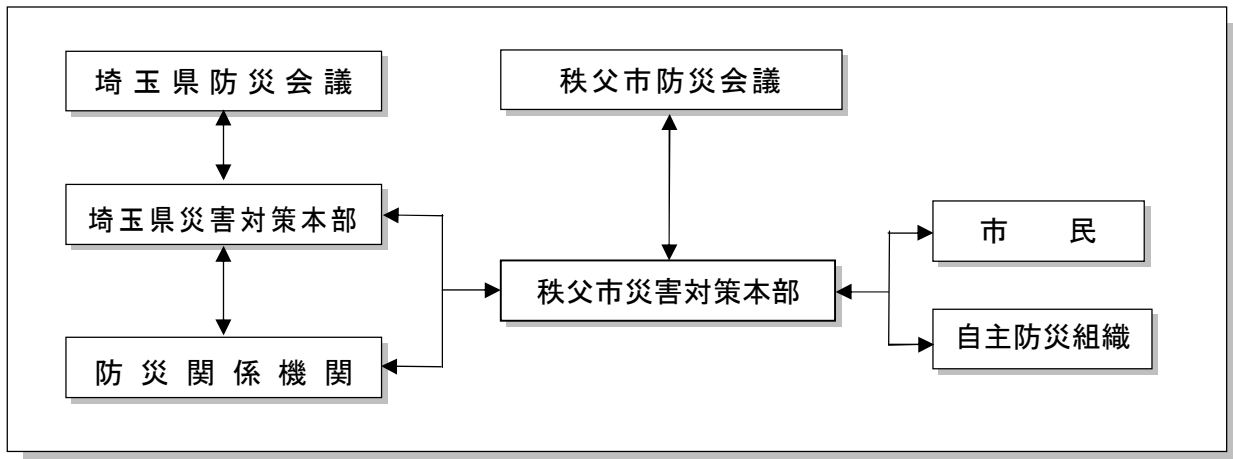 埼玉県防災会議
秩父市防災会議
埼玉県災害対策本部
市　　民
秩父市災害対策本部
自主防災組織
防災関係機関